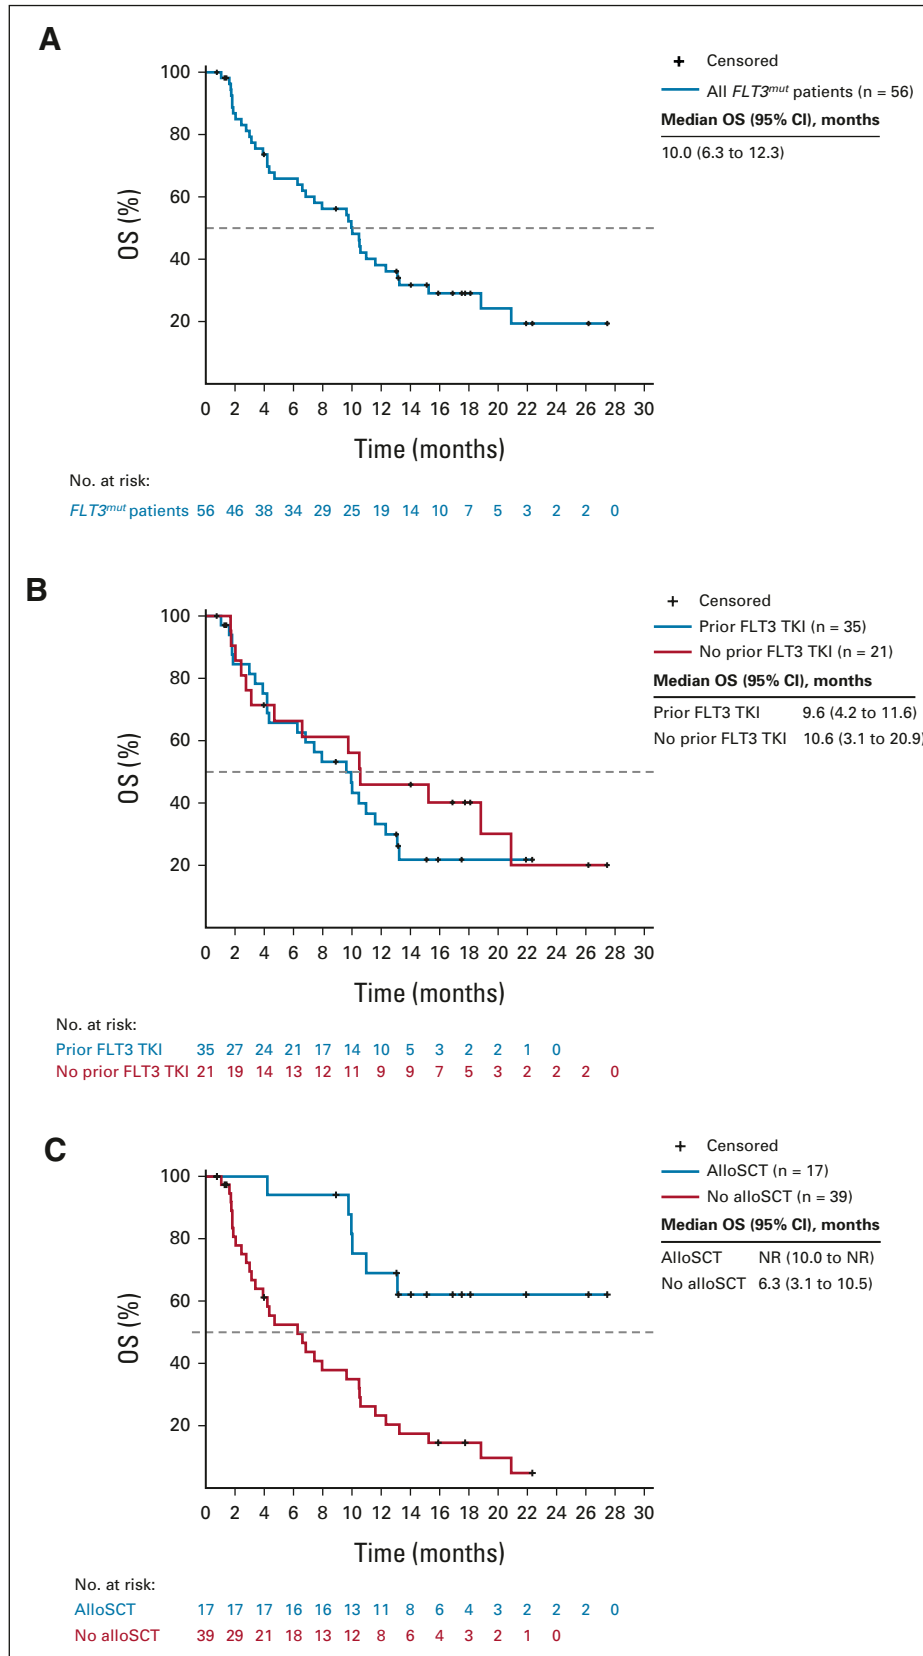 A
+ Censored
All FLT3mut patients (n = 56)
Median OS (95% CI), months
10.0 (6.3 to 12.3)
100
80
60
40
20
OS (%)
0 2 4 6 8 10 12 14 16 18 20 22 24 26 28 30
Time (months)
No. at risk:
FLT3mut patients 56 46 38 34 29 25 19 14 10 7 5 3 2 2 0
B
+ Censored
Prior FLT3 TKI (n = 35)
No prior FLT3 TKI (n = 21)
Median OS (95% CI), months
Prior FLT3 TKI 9.6 (4.2 to 11.6)
No prior FLT3 TKI 10.6 (3.1 to 20.9)
100
80
60
40
20
OS (%)
0 2 4 6 8 10 12 14 16 18 20 22 24 26 28 30
Time (months)
No. at risk:
Prior FLT3 TKI 35 27 24 21 17 14 10 5 3 2 2 1 0
No prior FLT3 TKI 21 19 14 13 12 11 9 9 7 5 3 2 2 2 0
C
+ Censored
AlloSCT (n = 17)
No alloSCT (n = 39)
Median OS (95% CI), months
AlloSCT NR (10.0 to NR)
No alloSCT 6.3 (3.1 to 10.5)
100
80
60
40
20
OS (%)
0 2 4 6 8 10 12 14 16 18 20 22 24 26 28 30
Time (months)
No. at risk:
AlloSCT 17 17 17 16 16 13 11 8 6 4 3 2 2 2 0
No alloSCT 39 29 21 18 13 12 8 6 4 3 2 1 0